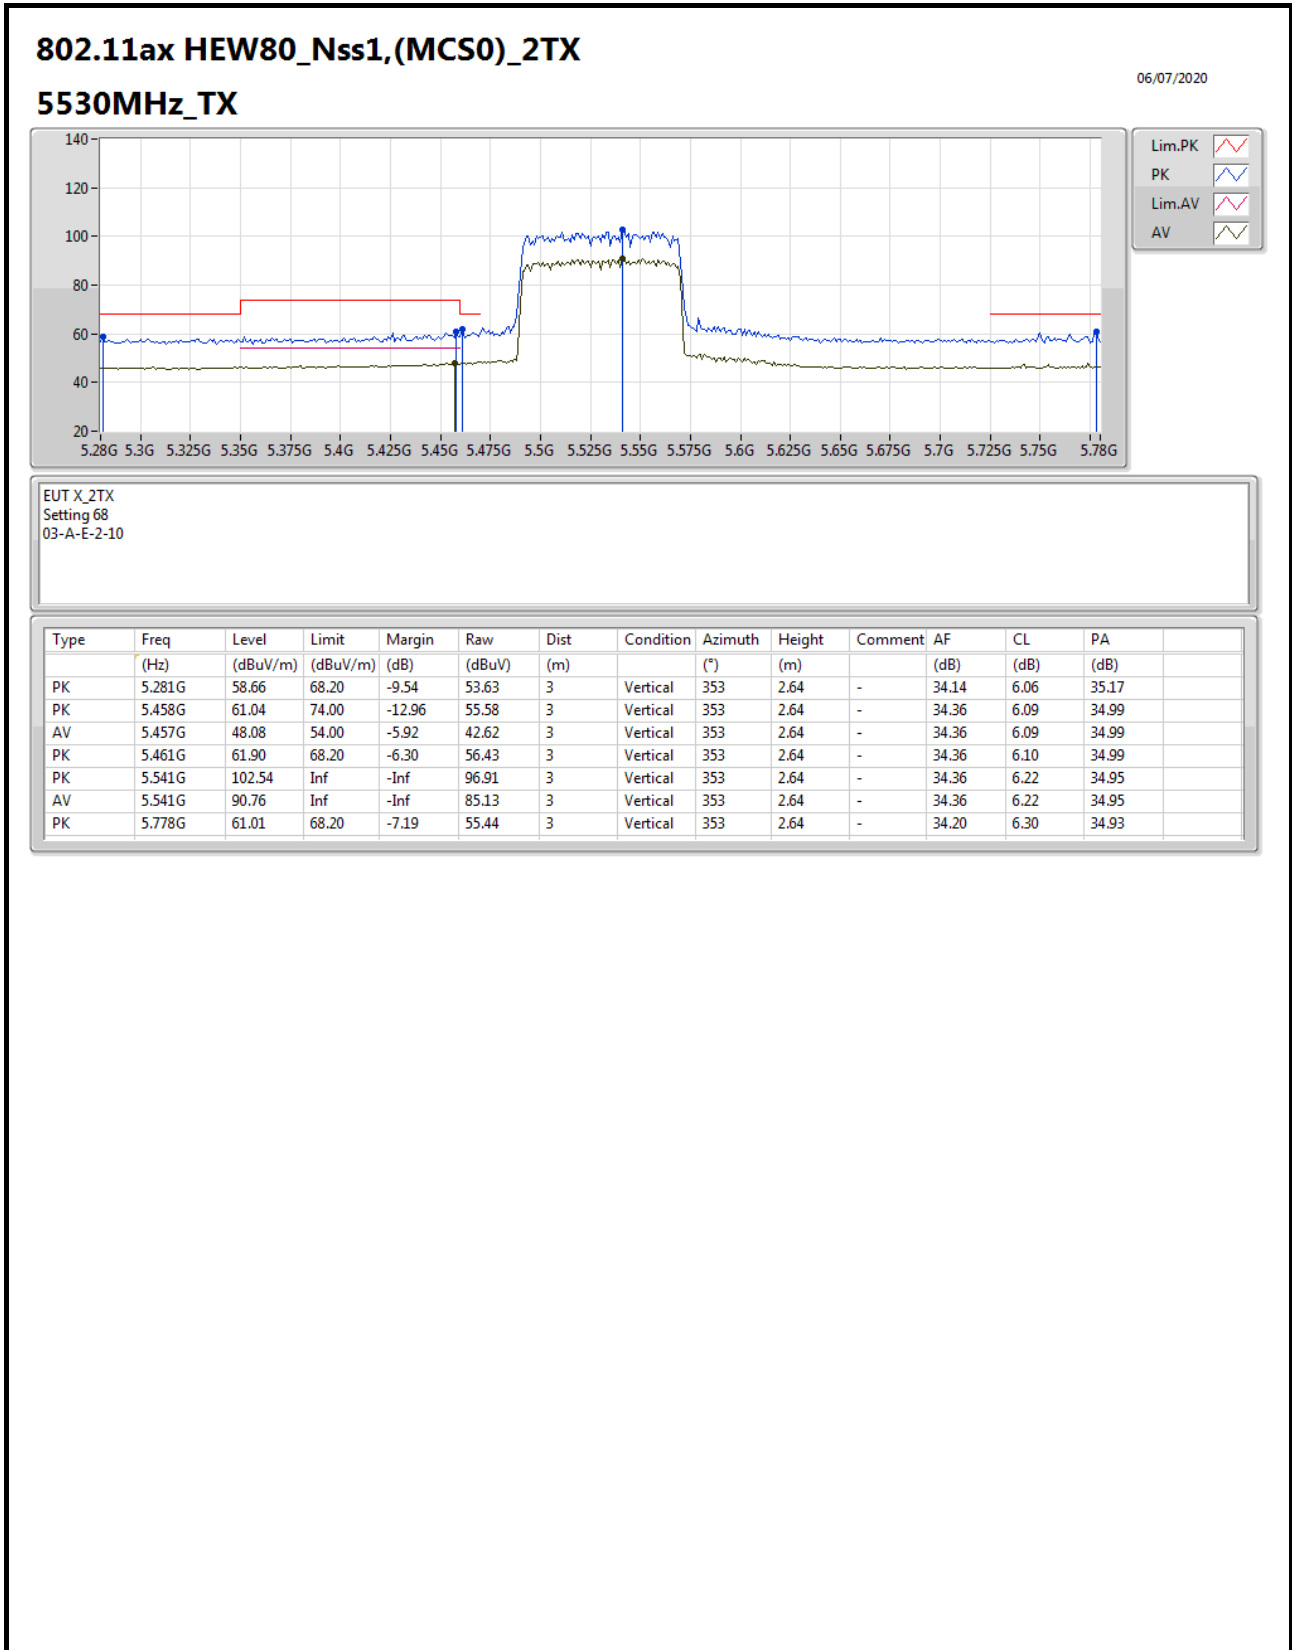 802.11ax HEW80_Nss1,(MCS0)_2TX
06/07/2020
5530MHz_TX
140
120
100
80
60
40
20
5.28G 5.3G 5.325G 5.35G 5.375G 5.4G 5.425G 5.45G 5.475G 5.5G 5.525G 5.55G 5.575G 5.6G 5.625G 5.65G 5.675G 5.7G 5.725G 5.75G 5.78G
Lim.PK
PK
Lim.AV
AV
EUT X_2TX
Setting 68
03-A-E-2-10
Type Freq Level Limit Margin Raw Dist Condition Azimuth Height Comment AF CL PA
(Hz) (dBuV/m) (dBuV/m) (dB) (dBuV) (m) (°) (m) (dB) (dB) (dB)
PK 5.281G 58.66 68.20 -9.54 53.63 3 Vertical 353 2.64 - 34.14 6.06 35.17
PK 5.458G 61.04 74.00 -12.96 55.58 3 Vertical 353 2.64 - 34.36 6.09 34.99
AV 5.457G 48.08 54.00 -5.92 42.62 3 Vertical 353 2.64 - 34.36 6.09 34.99
PK 5.461G 61.90 68.20 -6.30 56.43 3 Vertical 353 2.64 - 34.36 6.10 34.99
PK 5.541G 102.54 Inf -Inf 96.91 3 Vertical 353 2.64 - 34.36 6.22 34.95
AV 5.541G 90.76 Inf -Inf 85.13 3 Vertical 353 2.64 - 34.36 6.22 34.95
PK 5.778G 61.01 68.20 -7.19 55.44 3 Vertical 353 2.64 - 34.20 6.30 34.93